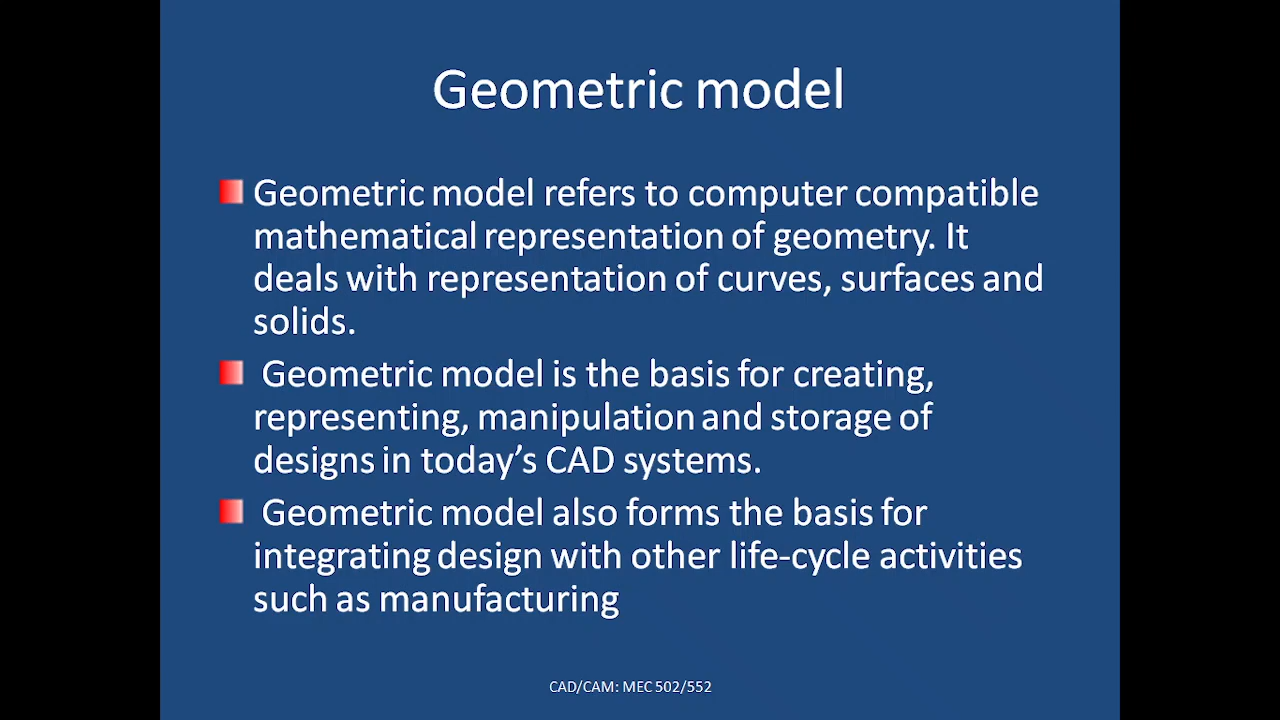 Geometric model
Geometric model refers to computer compatible
mathematical representation of geometry. It
deals with representation of curves, surfaces and
solids.
Geometric model is the basis for creating,
representing, manipulation and storage of
designs in today’s CAD systems.
Geometric model also forms the basis for
integrating design with other life-cycle activities
such as manufacturing
CAD/CAM: MEC 502/552